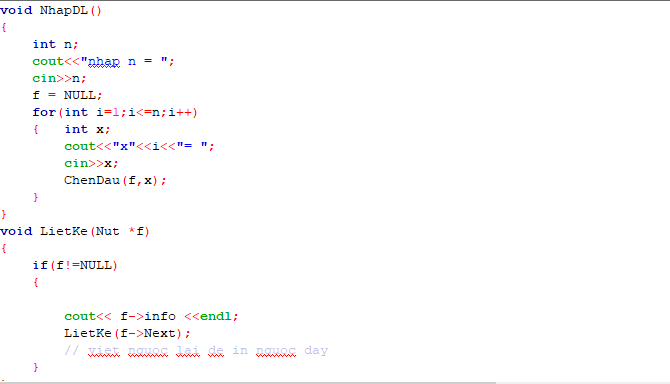 void NhapDL()
{
int n;
cout<<"nhap n = ";
cin>>n;
f = NULL;
for(int i=1;i<=n;i++)
{   int x;
cout<<"x"<<i<<"= ";
cin>>x;
ChenDau(f,x);
}
}
void LietKe(Nut *f)
{
if(f!=NULL)
{
cout<< f->info <<endl;
LietKe(f->Next);
// viet nguoc lai de in nguoc day
}